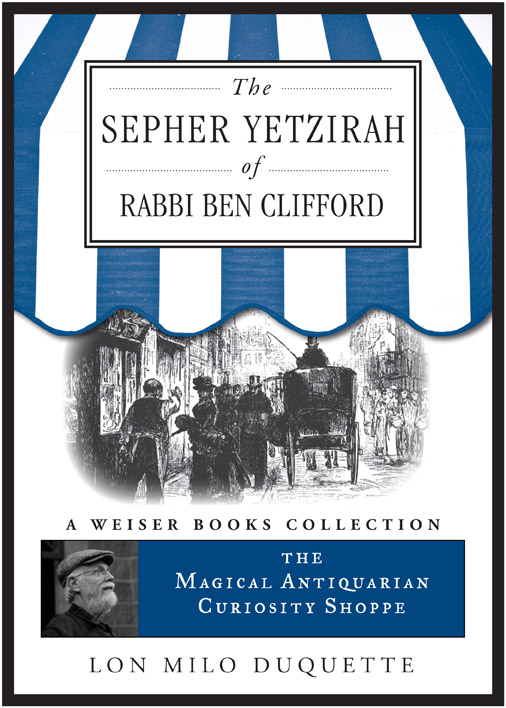 The
SEPHER YETZIRAH
of
RABBI BEN CLIFFORD
A WEISER BOOKS COLLECTION
THE
MAGICAL ANTIQUARIAN
CURIOSITY SHOPPE
LON MILO DUQUETTE